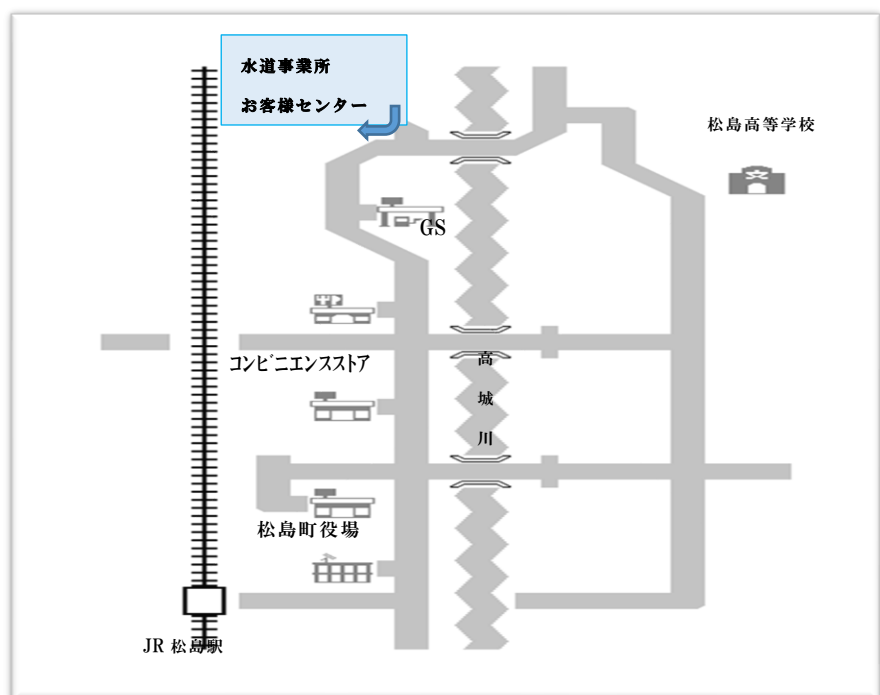 水道事業所
お客様センター
松島高等学校
GS
コンビニエンスストア
高
城
川
松島町役場
JR 松島駅